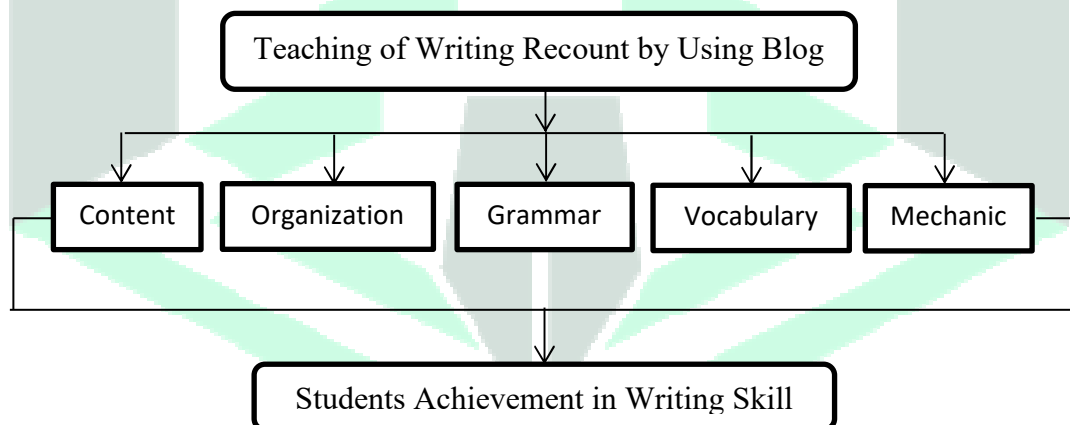 Teaching of Writing Recount by Using Blog
Content Organization Grammar Vocabulary Mechanic
Students Achievement in Writing Skill